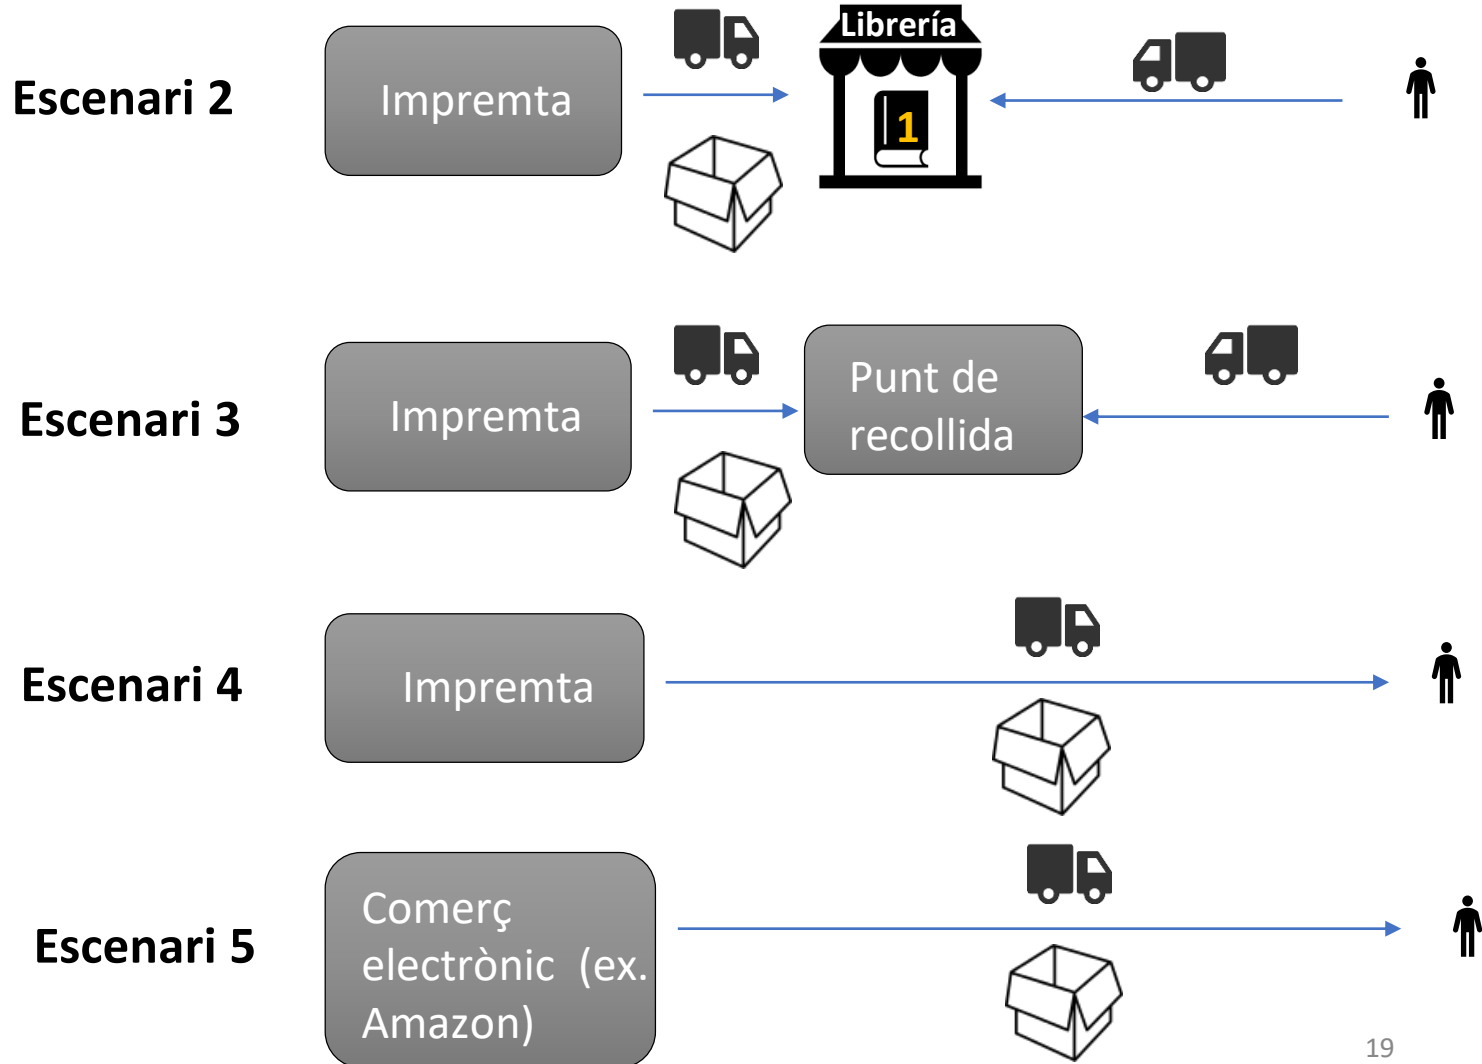 Escenari 2
Impremta
Librería
1
Escenari 3
Impremta
Punt de
recollida
Escenari 4
Impremta
Escenari 5
Comerç
electrònic (ex.
Amazon)
19